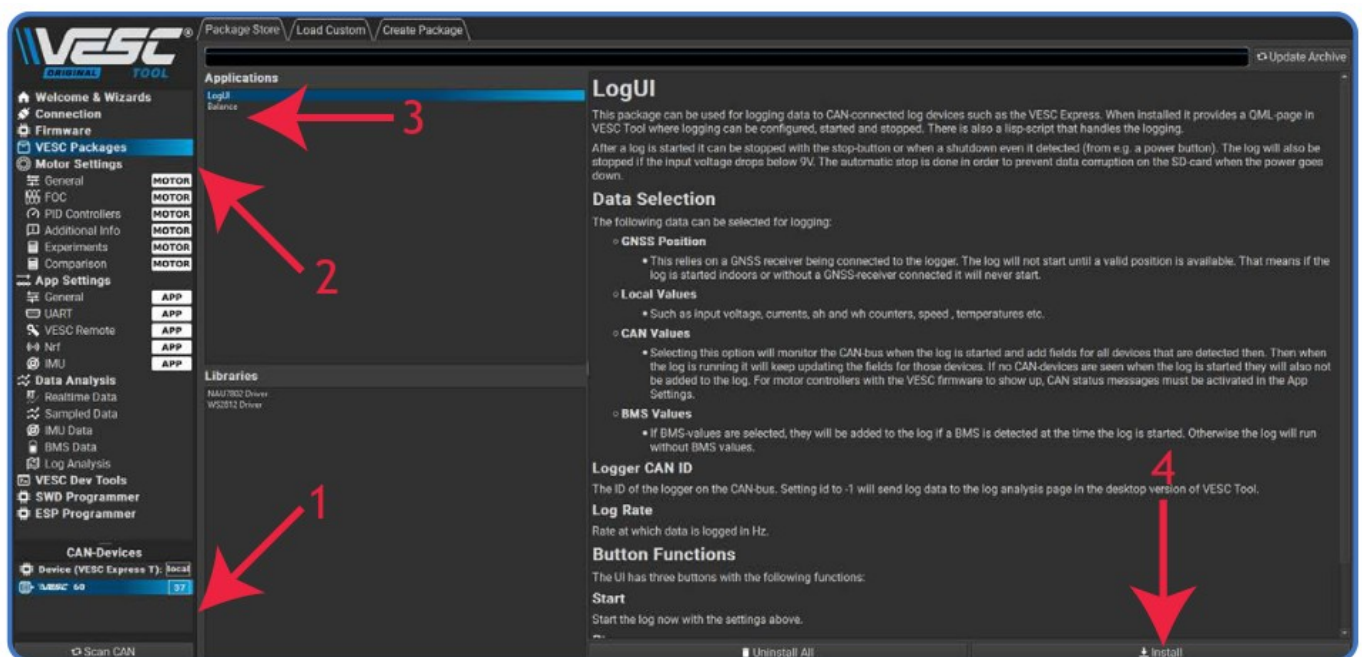 VESC®
ORIGINAL TOOL
Package Store
Load Custom
Create Package
Update Archive
Welcome & Wizards
Connection
Firmware
VESC Packages
Motor Settings
General MOTOR
FOC MOTOR
PID Controllers MOTOR
Additional Info MOTOR
Experiments MOTOR
Comparison MOTOR
App Settings
General APP
UART APP
VESC Remote APP
Nrf APP
IMU APP
Data Analysis
Realtime Data
Sampled Data
IMU Data
BMS Data
Log Analysis
VESC Dev Tools
SWD Programmer
ESP Programmer
CAN-Devices
Device (VESC Express T): local
VESC 60 37
Scan CAN
Applications
LogUI
Balance
3
2
Libraries
NAU7802 Driver
WS2812 Driver
1
LogUI
This package can be used for logging data to CAN-connected log devices such as the VESC Express. When installed it provides a QML-page in
VESC Tool where logging can be configured, started and stopped. There is also a lisp-script that handles the logging.
After a log is started it can be stopped with the stop-button or when a shutdown even it detected (from e.g. a power button). The log will also be
stopped if the input voltage drops below 9V. The automatic stop is done in order to prevent data corruption on the SD-card when the power goes
down.
Data Selection
The following data can be selected for logging:
GNSS Position
This relies on a GNSS receiver being connected to the logger. The log will not start until a valid position is available. That means if the
log is started indoors or without a GNSS-receiver connected it will never start.
Local Values
Such as input voltage, currents, ah and wh counters, speed , temperatures etc.
CAN Values
Selecting this option will monitor the CAN-bus when the log is started and add fields for all devices that are detected then. Then when
the log is running it will keep updating the fields for those devices. If no CAN-devices are seen when the log is started they will also not
be added to the log. For motor controllers with the VESC firmware to show up, CAN status messages must be activated in the App
Settings.
BMS Values
If BMS-values are selected, they will be added to the log if a BMS is detected at the time the log is started. Otherwise the log will run
without BMS values.
4
Logger CAN ID
The ID of the logger on the CAN-bus. Setting id to -1 will send log data to the log analysis page in the desktop version of VESC Tool.
Log Rate
Rate at which data is logged in Hz.
Button Functions
The UI has three buttons with the following functions:
Start
Start the log now with the settings above.
Uninstall All
Install